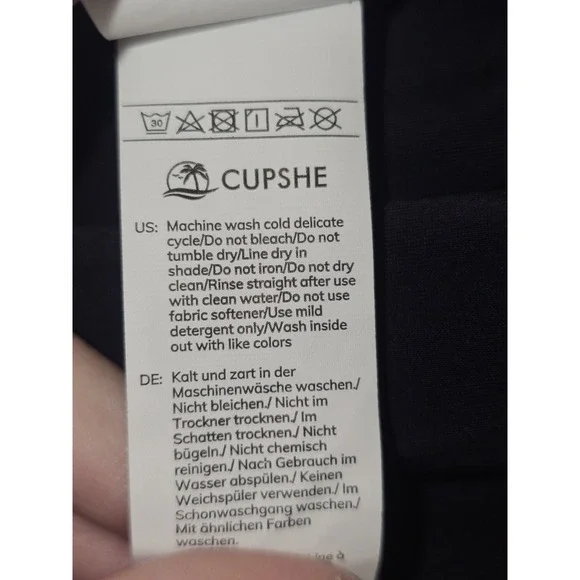 30
CUPSHE
US: Machine wash cold delicate
cycle/Do not bleach/Do not
tumble dry/Line dry in
shade/Do not iron/Do not dry
clean/Rinse straight after use
with clean water/Do not use
fabric softener/Use mild
detergent only/Wash inside
out with like colors
DE: Kalt und zart in der
Maschinenwäsche waschen./
Nicht bleichen./ Nicht im
Trockner trocknen./ Im
Schatten trocknen./ Nicht
bügeln./ Nicht chemisch
reinigen./ Nach Gebrauch im
Wasser abspülen./ Keinen
Weichspüler verwenden./ Im
Schonwaschgang waschen./
Mit ähnlichen Farben
waschen.
à